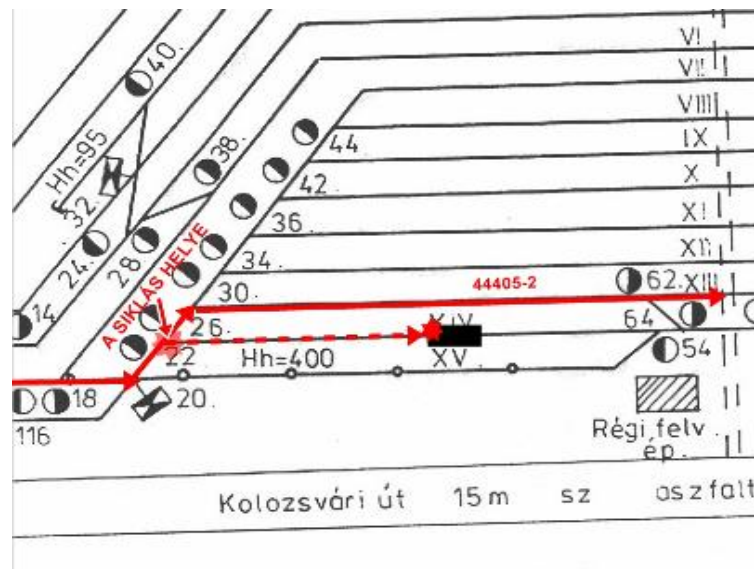 40.
VI
VII
38.
VIII
Hh=95
44
IX
X
42.
32.
XI
36.
24.
28.
A SIKLÁS HELYE
XII
34.
44405-2
62.
XIII
14
30.
26.
64
XIV
22
Hh=400
XV.
54
18
20.
116
Régi felv.
ép.
II
Kolozsvári út 15m sz aszfalt